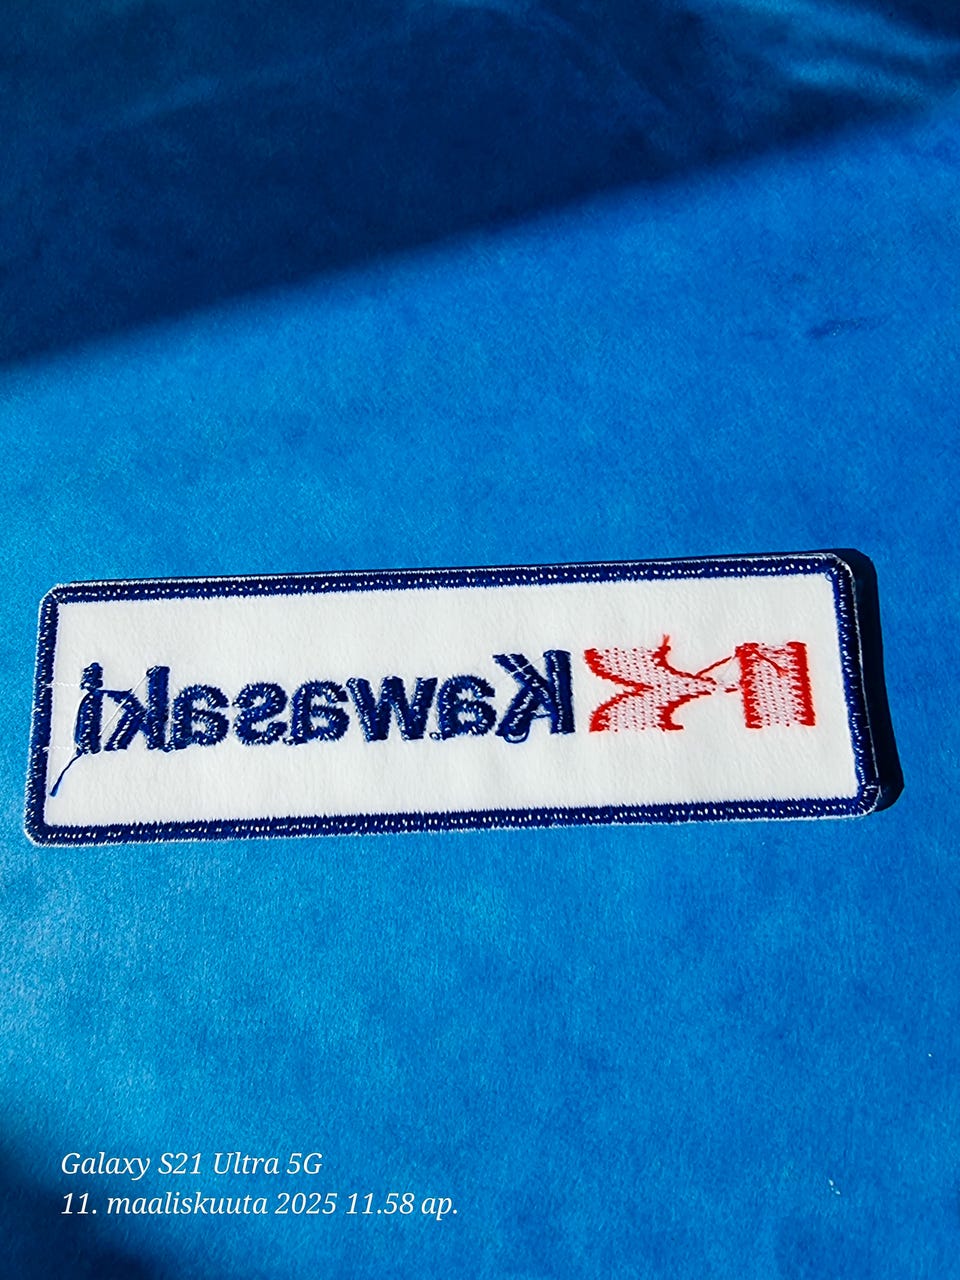 Kawasaki
Galaxy S21 Ultra 5G
11. maaliskuuta 2025 11.58 ap.